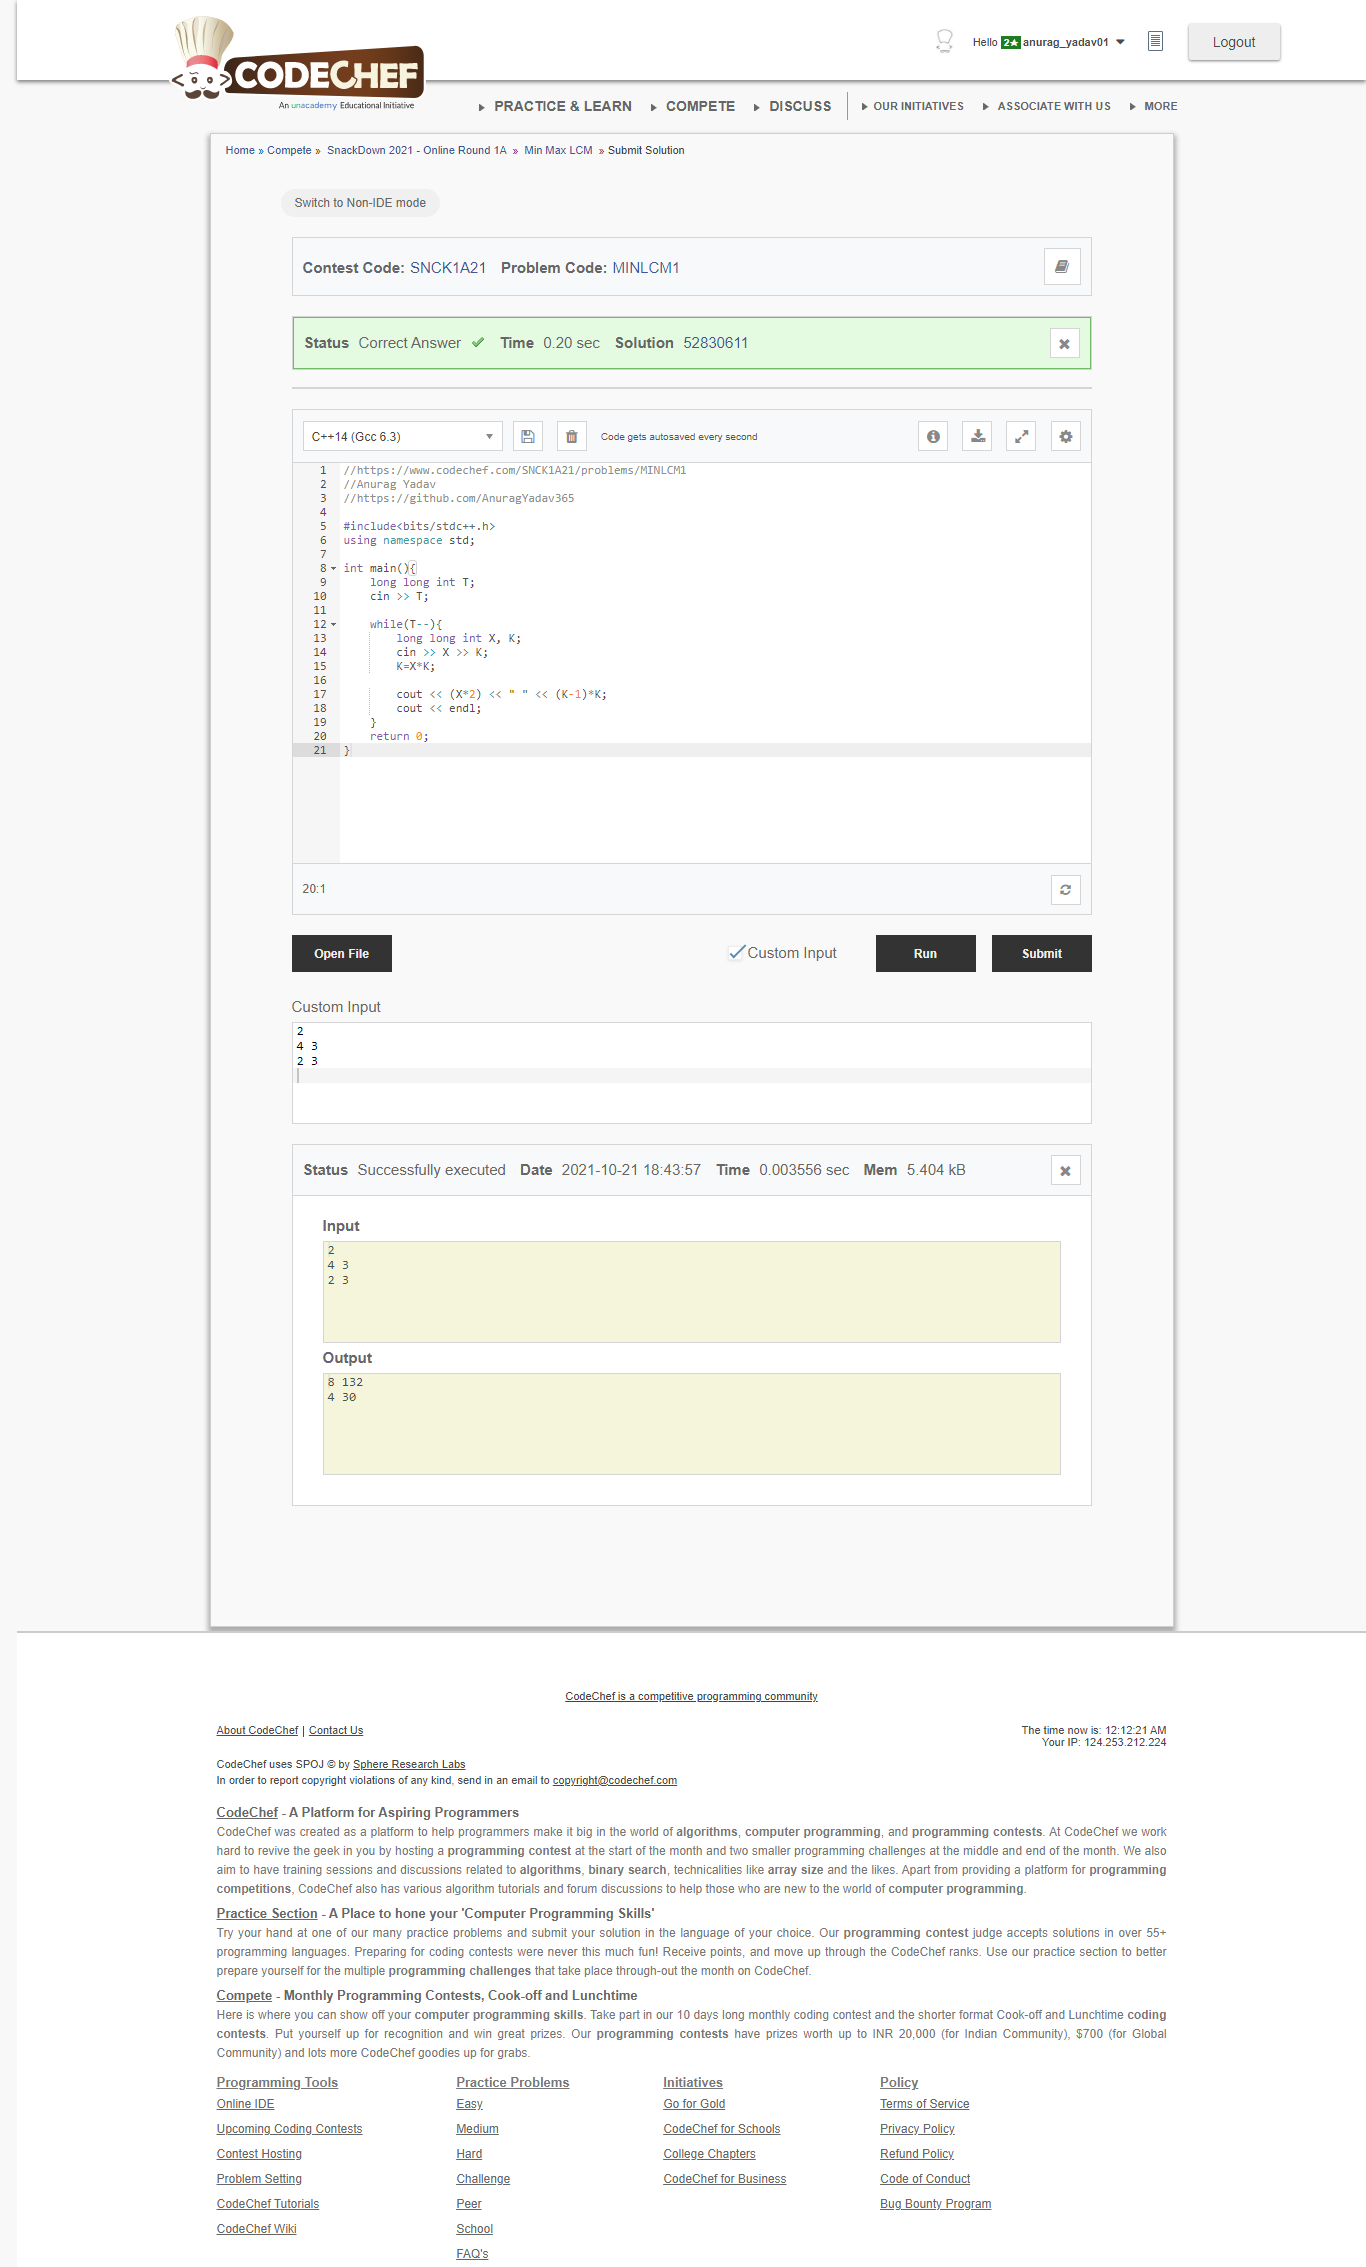 CODECHEF
An unacademy Educational Initiative
Hello 2★ anurag_yadav01
Logout
PRACTICE & LEARN COMPETE DISCUSS OUR INITIATIVES ASSOCIATE WITH US MORE
Home » Compete » SnackDown 2021 - Online Round 1A » Min Max LCM » Submit Solution
Switch to Non-IDE mode
Contest Code: SNCK1A21 Problem Code: MINLCM1
Status Correct Answer ✔ Time 0.20 sec Solution 52830611
C++14 (Gcc 6.3) Code gets autosaved every second
1 //https://www.codechef.com/SNCK1A21/problems/MINLCM1
2 //Anurag Yadav
3 //https://github.com/AnuragYadav365
4
5 #include<bits/stdc++.h>
6 using namespace std;
7
8 int main(){
9 long long int T;
10 cin >> T;
11
12 while(T--){
13 long long int X, K;
14 cin >> X >> K;
15 K=X*K;
16
17 cout << (X*2) << " " << (K-1)*K;
18 cout << endl;
19 }
20 return 0;
21 }
20:1
Open File Custom Input Run Submit
Custom Input
2
4 3
2 3
Status Successfully executed Date 2021-10-21 18:43:57 Time 0.003556 sec Mem 5.404 kB
Input
2
4 3
2 3
Output
8 132
4 30
CodeChef is a competitive programming community
About CodeChef | Contact Us
The time now is: 12:12:21 AM
Your IP: 124.253.212.224
CodeChef uses SPOJ © by Sphere Research Labs
In order to report copyright violations of any kind, send in an email to copyright@codechef.com
CodeChef - A Platform for Aspiring Programmers
CodeChef was created as a platform to help programmers make it big in the world of algorithms, computer programming, and programming contests. At CodeChef we work
hard to revive the geek in you by hosting a programming contest at the start of the month and two smaller programming challenges at the middle and end of the month. We also
aim to have training sessions and discussions related to algorithms, binary search, technicalities like array size and the likes. Apart from providing a platform for programming
competitions, CodeChef also has various algorithm tutorials and forum discussions to help those who are new to the world of computer programming.
Practice Section - A Place to hone your 'Computer Programming Skills'
Try your hand at one of our many practice problems and submit your solution in the language of your choice. Our programming contest judge accepts solutions in over 55+
programming languages. Preparing for coding contests were never this much fun! Receive points, and move up through the CodeChef ranks. Use our practice section to better
prepare yourself for the multiple programming challenges that take place through-out the month on CodeChef.
Compete - Monthly Programming Contests, Cook-off and Lunchtime
Here is where you can show off your computer programming skills. Take part in our 10 days long monthly coding contest and the shorter format Cook-off and Lunchtime coding
contests. Put yourself up for recognition and win great prizes. Our programming contests have prizes worth up to INR 20,000 (for Indian Community), $700 (for Global
Community) and lots more CodeChef goodies up for grabs.
Programming Tools Practice Problems Initiatives Policy
Online IDE Easy Go for Gold Terms of Service
Upcoming Coding Contests Medium CodeChef for Schools Privacy Policy
Contest Hosting Hard College Chapters Refund Policy
Problem Setting Challenge CodeChef for Business Code of Conduct
CodeChef Tutorials Peer Bug Bounty Program
CodeChef Wiki School
FAQ's